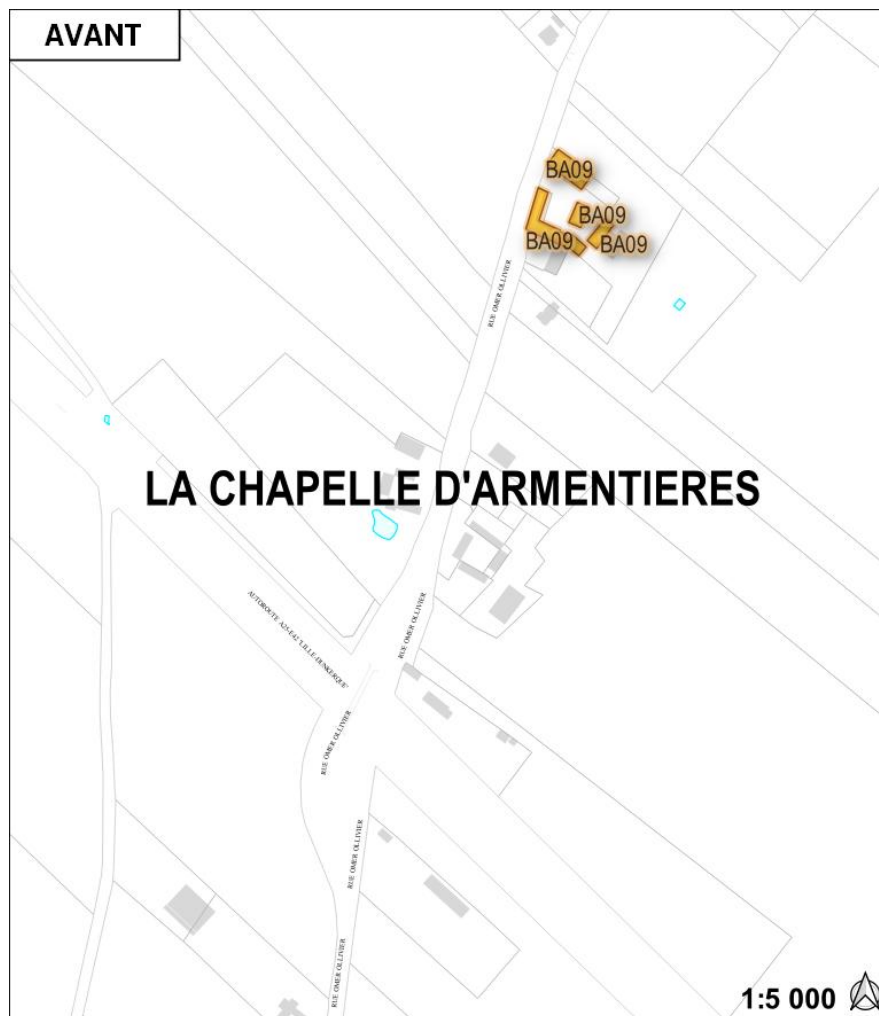 AVANT
BA09
BA09
BA09
BA09
RUE OMER OLLIVIER
LA CHAPELLE D'ARMENTIERES
AUTOROUTE A25-E42 "LILLE-DUNKERQUE"
RUE OMER OLLIVIER
RUE OMER OLLIVIER
RUE OMER OLLIVIER
RUE OMER OLLIVIER
1:5 000